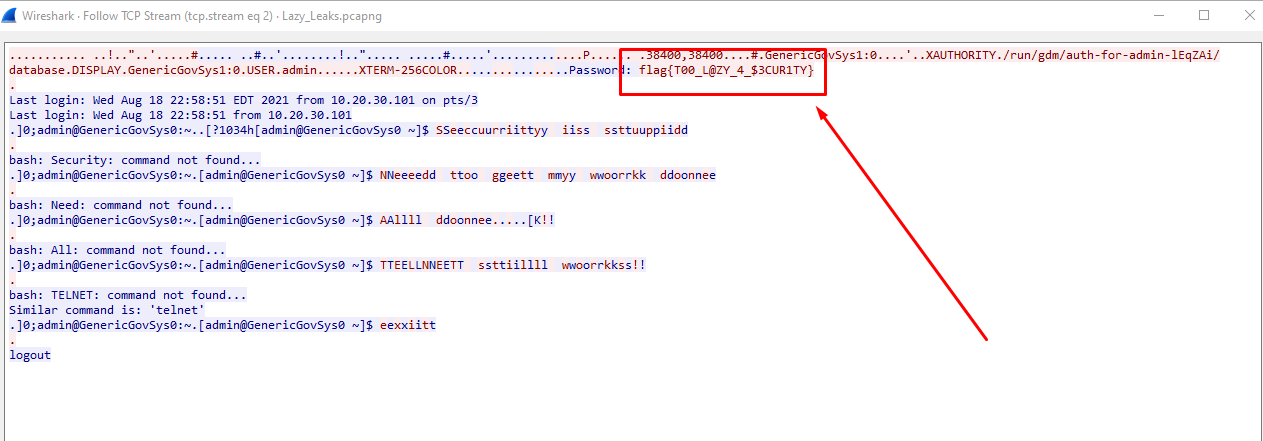 Wireshark · Follow TCP Stream (tcp.stream eq 2) · Lazy_Leaks.pcapng
........... ..!.."..'.....#..... ..#..'........!..".... .....#.....'.............P...... .38400,38400....#.GenericGovSys1:0....'..XAUTHORITY./run/gdm/auth-for-admin-lEqZAi/
database.DISPLAY.GenericGovSys1:0.USER.admin......XTERM-256COLOR................Password: flag{T00_L@ZY_4_$3CUR1TY}
.
Last login: Wed Aug 18 22:58:51 EDT 2021 from 10.20.30.101 on pts/3
Last login: Wed Aug 18 22:58:51 from 10.20.30.101
.]0;admin@GenericGovSys0:~..[?1034h[admin@GenericGovSys0 ~]$ SSeeccuurriittyy  iiss  ssttuuppiidd
.
bash: Security: command not found...
.]0;admin@GenericGovSys0:~.[admin@GenericGovSys0 ~]$ NNeeeedd  ttoo  ggeett  mmyy  wwoorrkk  ddoonnee
.
bash: Need: command not found...
.]0;admin@GenericGovSys0:~.[admin@GenericGovSys0 ~]$ AAllll  ddoonnee.....[K!!
.
bash: All: command not found...
.]0;admin@GenericGovSys0:~.[admin@GenericGovSys0 ~]$ TTEELLNNEETT  ssttiillll  wwoorrkkss!!
.
bash: TELNET: command not found...
Similar command is: 'telnet'
.]0;admin@GenericGovSys0:~.[admin@GenericGovSys0 ~]$ eexxiitt
.
logout